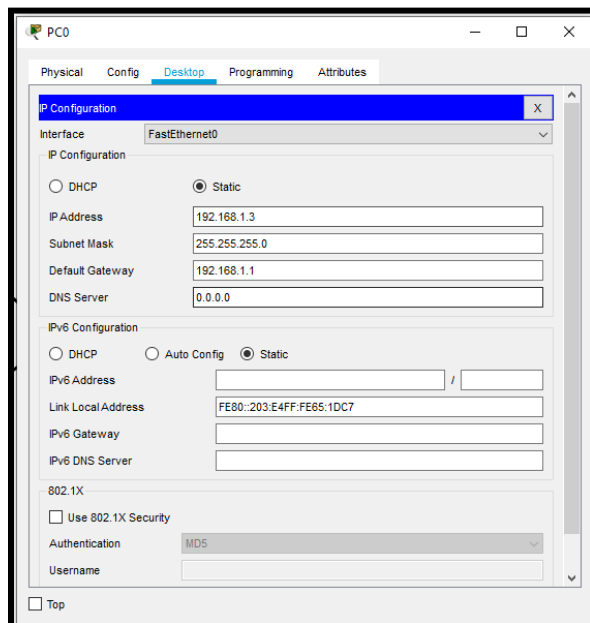 PC0
Physical Config Desktop Programming Attributes
IP Configuration X
Interface FastEthernet0
IP Configuration
DHCP Static
IP Address 192.168.1.3
Subnet Mask 255.255.255.0
Default Gateway 192.168.1.1
DNS Server 0.0.0.0
IPv6 Configuration
DHCP Auto Config Static
IPv6 Address /
Link Local Address FE80::203:E4FF:FE65:1DC7
IPv6 Gateway
IPv6 DNS Server
802.1X
Use 802.1X Security
Authentication MD5
Username
Top